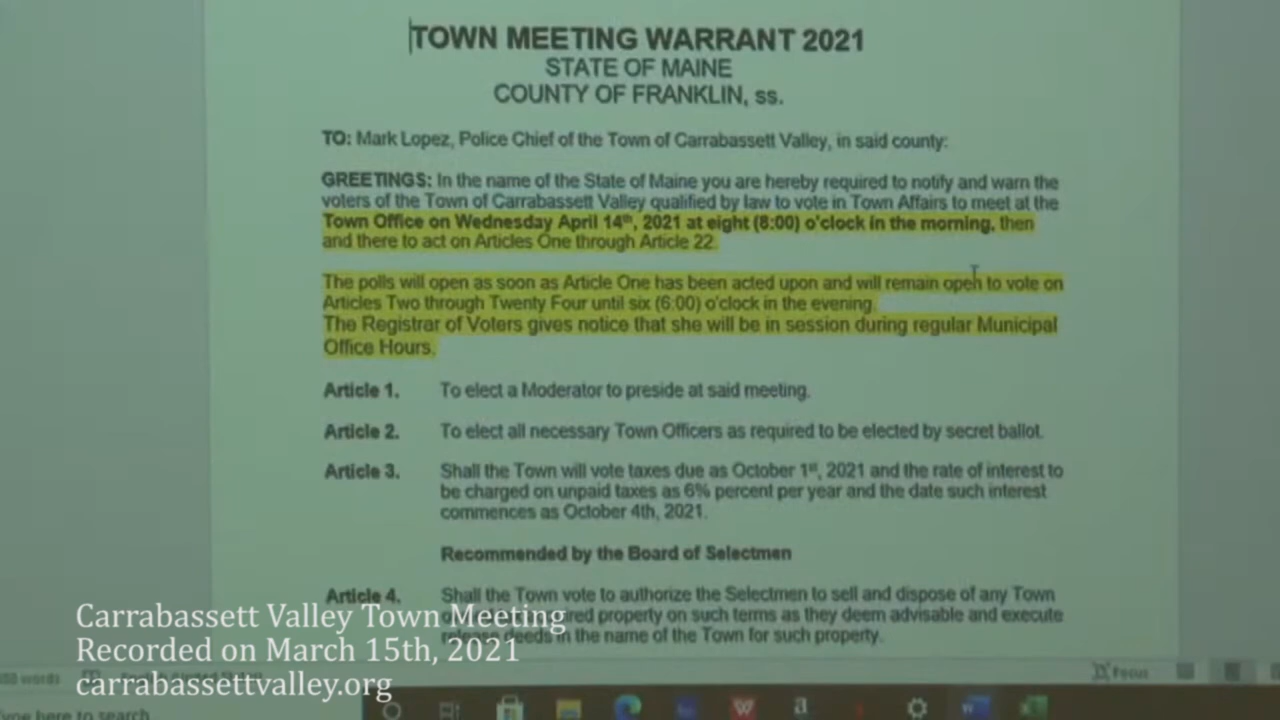 TOWN MEETING WARRANT 2021
STATE OF MAINE
COUNTY OF FRANKLIN, ss.
TO: Mark Lopez, Police Chief of the Town of Carrabassett Valley, in said county:
GREETINGS: In the name of the State of Maine you are hereby required to notify and warn the
voters of the Town of Carrabassett Valley qualified by law to vote in Town Affairs to meet at the
Town Office on Wednesday April 14th, 2021 at eight (8:00) o'clock in the morning, then
and there to act on Articles One through Article 22.
The polls will open as soon as Article One has been acted upon and will remain open to vote on
Articles Two through Twenty Four until six (6:00) o'clock in the evening.
The Registrar of Voters gives notice that she will be in session during regular Municipal
Office Hours.
Article 1. To elect a Moderator to preside at said meeting.
Article 2. To elect all necessary Town Officers as required to be elected by secret ballot.
Article 3. Shall the Town will vote taxes due as October 1st, 2021 and the rate of interest to
be charged on unpaid taxes as 6% percent per year and the date such interest
commences as October 4th, 2021.
Recommended by the Board of Selectmen
Article 4. Shall the Town vote to authorize the Selectmen to sell and dispose of any Town
property on such terms as they deem advisable and execute
deeds in the name of the Town for such property.
Carrabassett Valley Town Meeting
Recorded on March 15th, 2021
carrabassettvalley.org
words
Focus
here to search